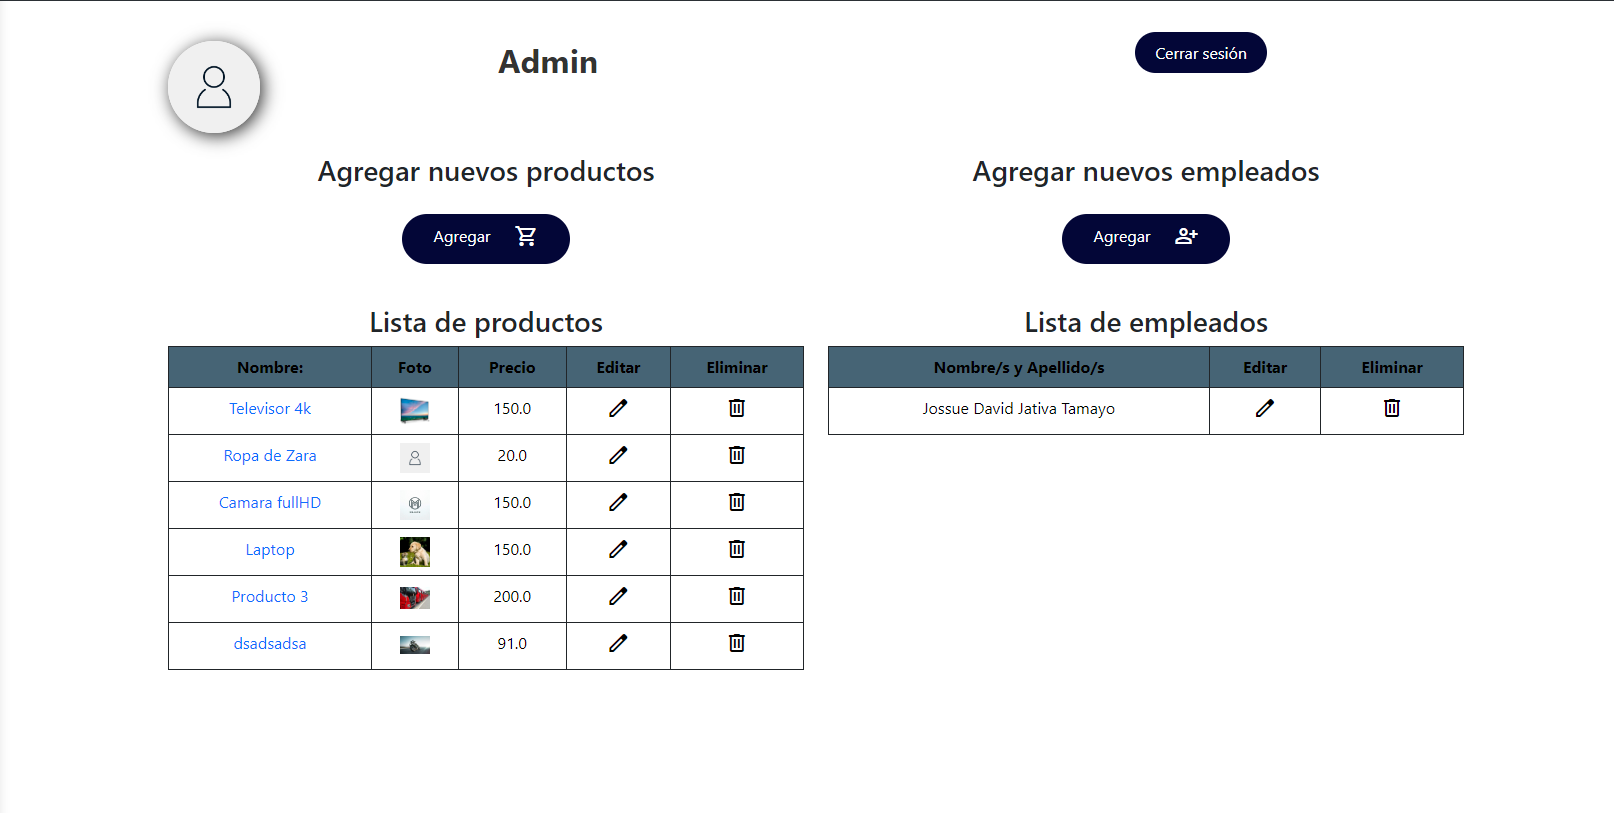 Admin
Cerrar sesión
Agregar nuevos productos
Agregar nuevos empleados
Agregar
Agregar
Lista de productos
Nombre: Foto Precio Editar Eliminar
Televisor 4k 150.0
Ropa de Zara 20.0
Camara fullHD 150.0
Laptop 150.0
Producto 3 200.0
dsadsadsa 91.0
Lista de empleados
Nombre/s y Apellido/s Editar Eliminar
Jossue David Jativa Tamayo